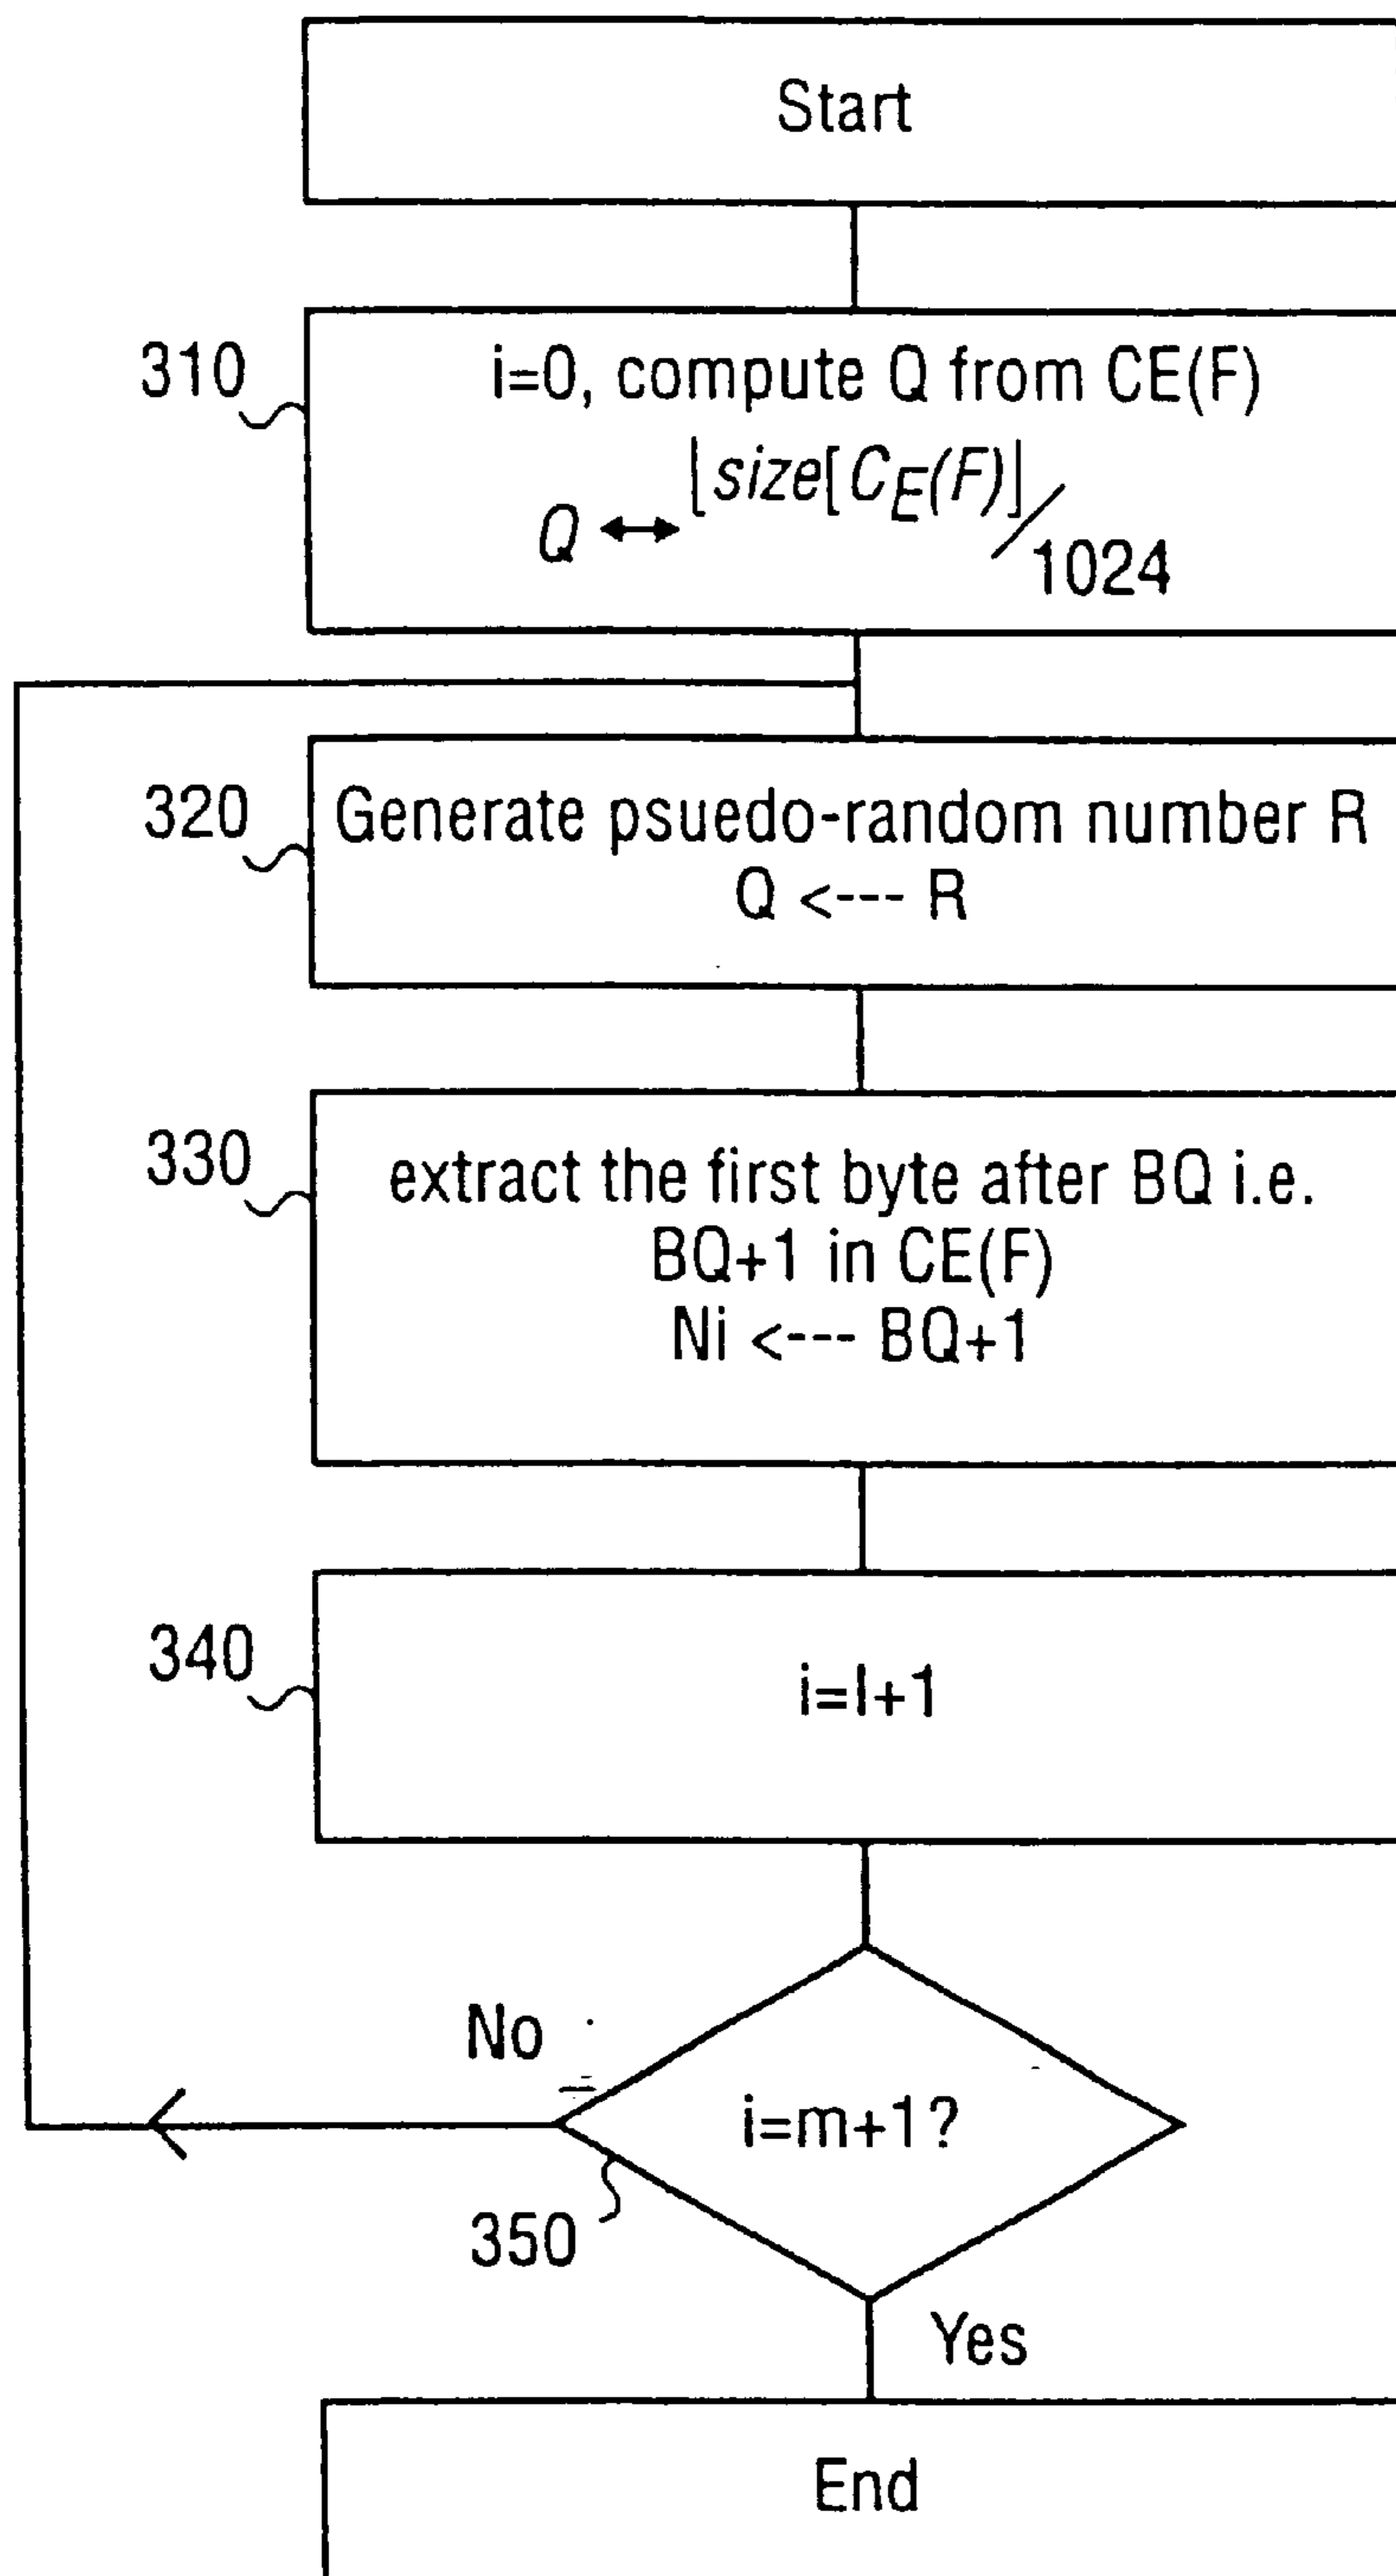 Start
310
i=0, compute Q from CE(F)
Q ↔ ⌊size[CE(F)⌋/1024
320
Generate psuedo-random number R
Q <--- R
330
extract the first byte after BQ i.e.
BQ+1 in CE(F)
Ni <--- BQ+1
340
i=I+1
No
i=m+1?
350
Yes
End